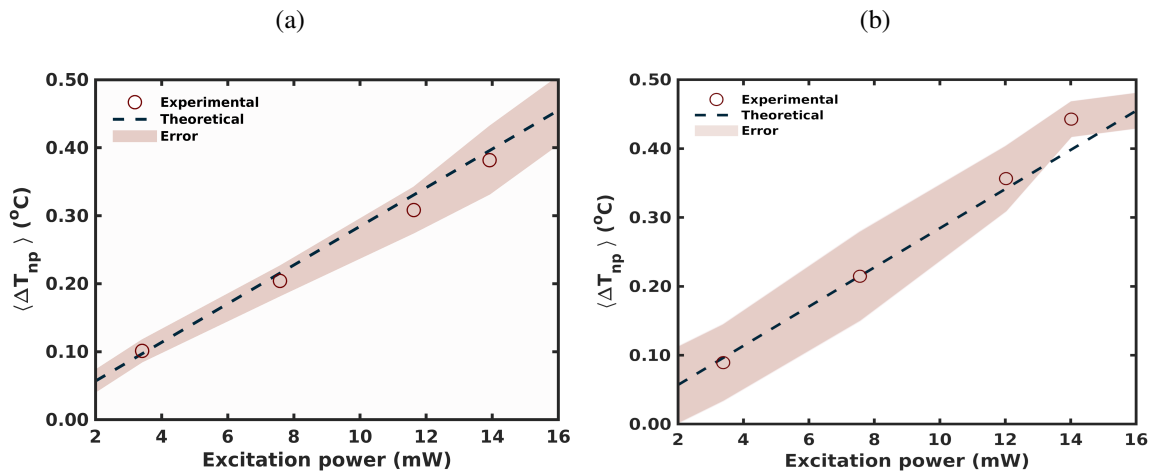 (a)
0.50
0.40
0.30
0.20
0.10
0.00
2 4 6 8 10 12 14 16
⟨ΔT_np⟩ (°C)
Excitation power (mW)
Experimental
Theoretical
Error
(b)
0.50
0.40
0.30
0.20
0.10
0.00
2 4 6 8 10 12 14 16
⟨ΔT_np⟩ (°C)
Excitation power (mW)
Experimental
Theoretical
Error